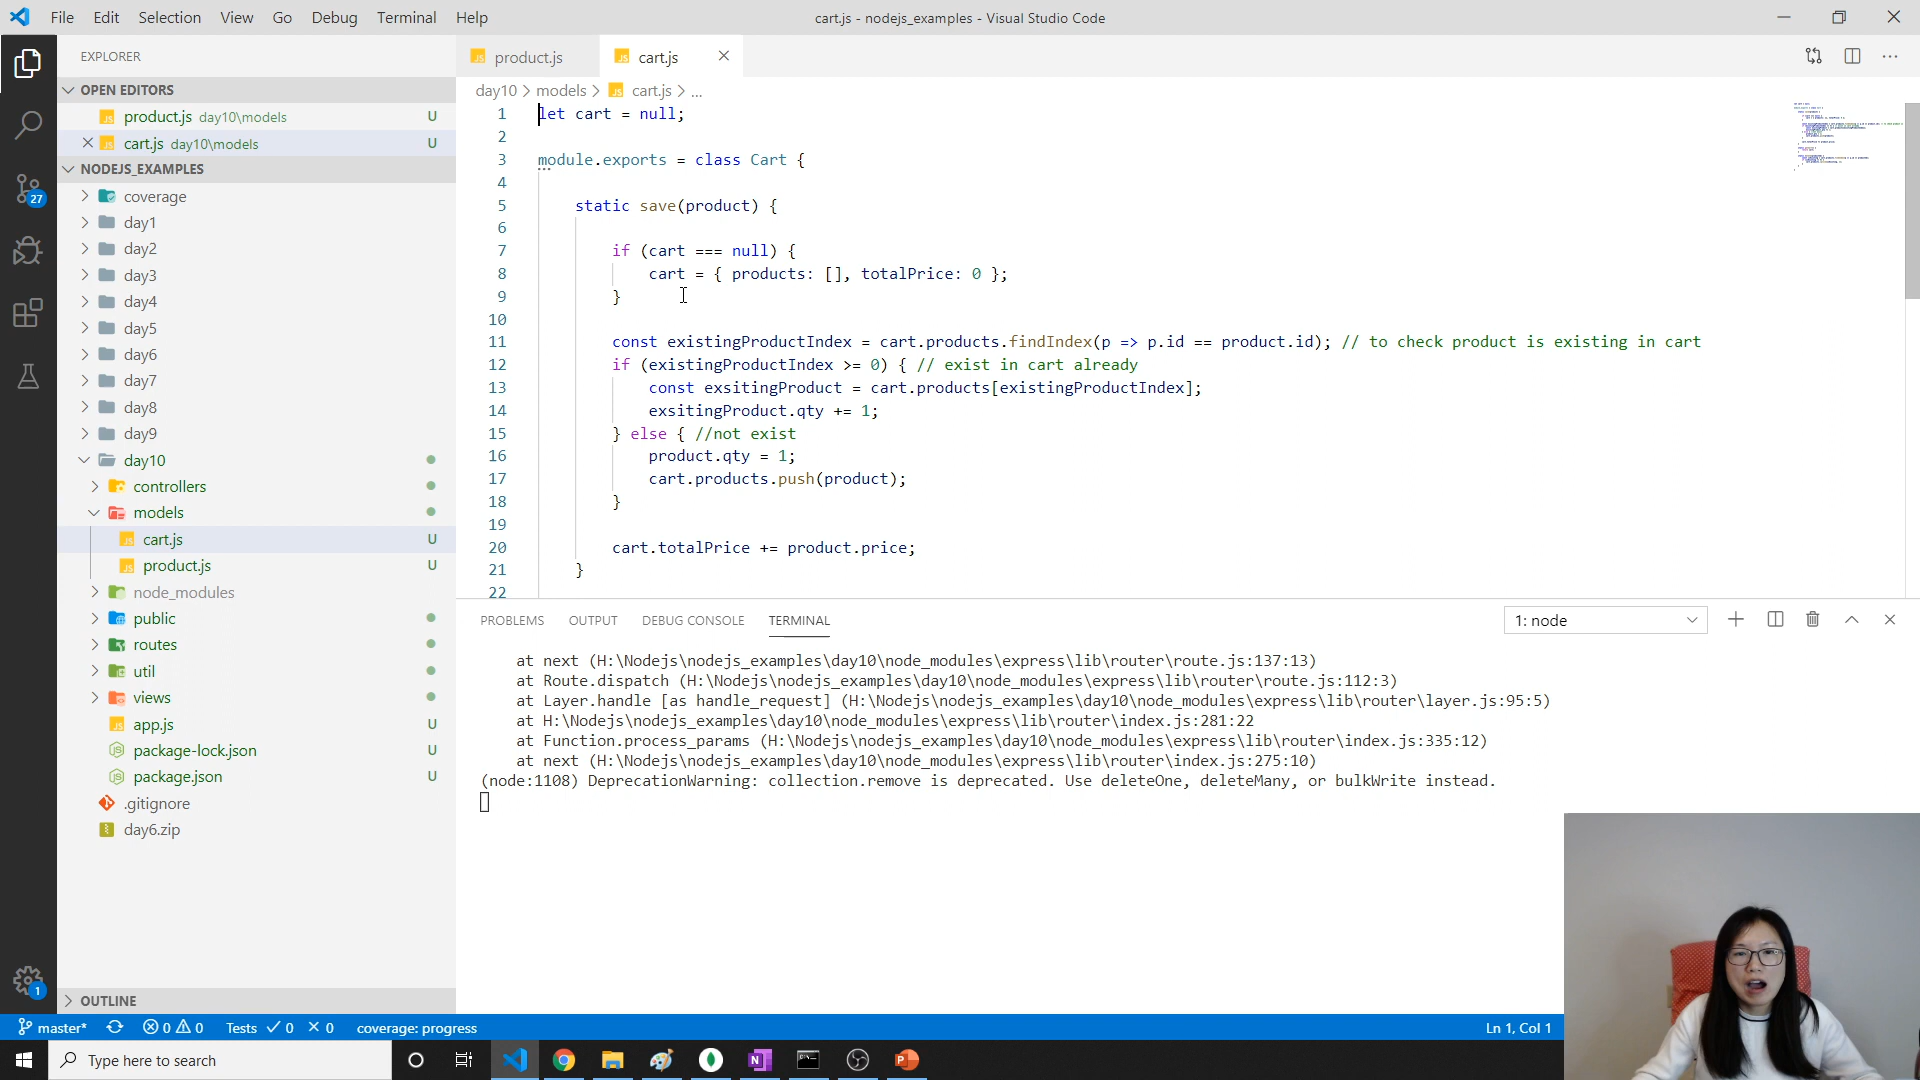 File Edit Selection View Go Debug Terminal Help
cart.js - nodejs_examples - Visual Studio Code
EXPLORER
OPEN EDITORS
product.js day10\models U
cart.js day10\models U
NODEJS_EXAMPLES
coverage
day1
day2
day3
day4
day5
day6
day7
day8
day9
day10
controllers
models
cart.js U
product.js U
node_modules
public
routes
util
views
app.js U
package-lock.json U
package.json U
.gitignore
day6.zip
OUTLINE
27
1
product.js
cart.js
day10 > models > cart.js > ...
1 let cart = null;
2
3 module.exports = class Cart {
4
5 static save(product) {
6
7 if (cart === null) {
8 cart = { products: [], totalPrice: 0 };
9 }
10
11 const existingProductIndex = cart.products.findIndex(p => p.id == product.id); // to check product is existing in cart
12 if (existingProductIndex >= 0) { // exist in cart already
13 const exsitingProduct = cart.products[existingProductIndex];
14 exsitingProduct.qty += 1;
15 } else { //not exist
16 product.qty = 1;
17 cart.products.push(product);
18 }
19
20 cart.totalPrice += product.price;
21 }
22
PROBLEMS OUTPUT DEBUG CONSOLE TERMINAL
1: node
at next (H:\Nodejs\nodejs_examples\day10\node_modules\express\lib\router\route.js:137:13)
at Route.dispatch (H:\Nodejs\nodejs_examples\day10\node_modules\express\lib\router\route.js:112:3)
at Layer.handle [as handle_request] (H:\Nodejs\nodejs_examples\day10\node_modules\express\lib\router\layer.js:95:5)
at H:\Nodejs\nodejs_examples\day10\node_modules\express\lib\router\index.js:281:22
at Function.process_params (H:\Nodejs\nodejs_examples\day10\node_modules\express\lib\router\index.js:335:12)
at next (H:\Nodejs\nodejs_examples\day10\node_modules\express\lib\router\index.js:275:10)
(node:1108) DeprecationWarning: collection.remove is deprecated. Use deleteOne, deleteMany, or bulkWrite instead.
master* 0 0 Tests 0 0 coverage: progress
Ln 1, Col 1
Type here to search